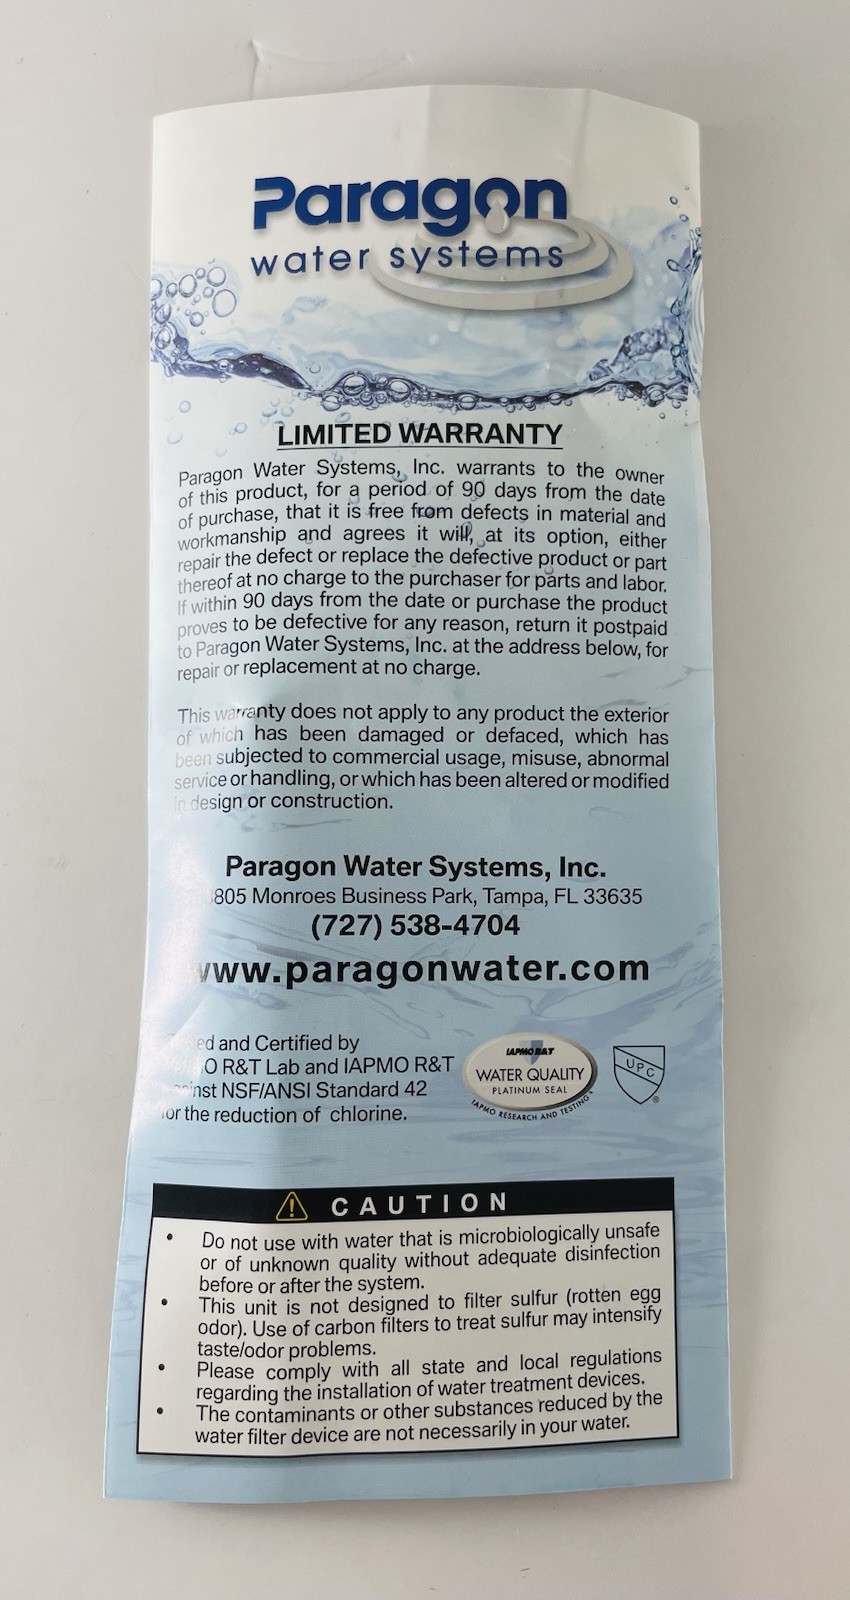 Paragon
water systems
LIMITED WARRANTY
Paragon Water Systems, Inc. warrants to the owner
of this product, for a period of 90 days from the date
of purchase, that it is free from defects in material and
workmanship and agrees it will, at its option, either
repair the defect or replace the defective product or part
thereof at no charge to the purchaser for parts and labor.
If within 90 days from the date or purchase the product
proves to be defective for any reason, return it postpaid
to Paragon Water Systems, Inc. at the address below, for
repair or replacement at no charge.
This warranty does not apply to any product the exterior
of which has been damaged or defaced, which has
been subjected to commercial usage, misuse, abnormal
service or handling, or which has been altered or modified
in design or construction.
Paragon Water Systems, Inc.
805 Monroes Business Park, Tampa, FL 33635
(727) 538-4704
www.paragonwater.com
and Certified by
R&T Lab and IAPMO R&T
NSF/ANSI Standard 42
for the reduction of chlorine.
IAPMO R&T
WATER QUALITY
PLATINUM SEAL
IAPMO RESEARCH AND TESTING
UPC
®
CAUTION
• Do not use with water that is microbiologically unsafe
or of unknown quality without adequate disinfection
before or after the system.
• This unit is not designed to filter sulfur (rotten egg
odor). Use of carbon filters to treat sulfur may intensify
taste/odor problems.
• Please comply with all state and local regulations
regarding the installation of water treatment devices.
• The contaminants or other substances reduced by the
water filter device are not necessarily in your water.